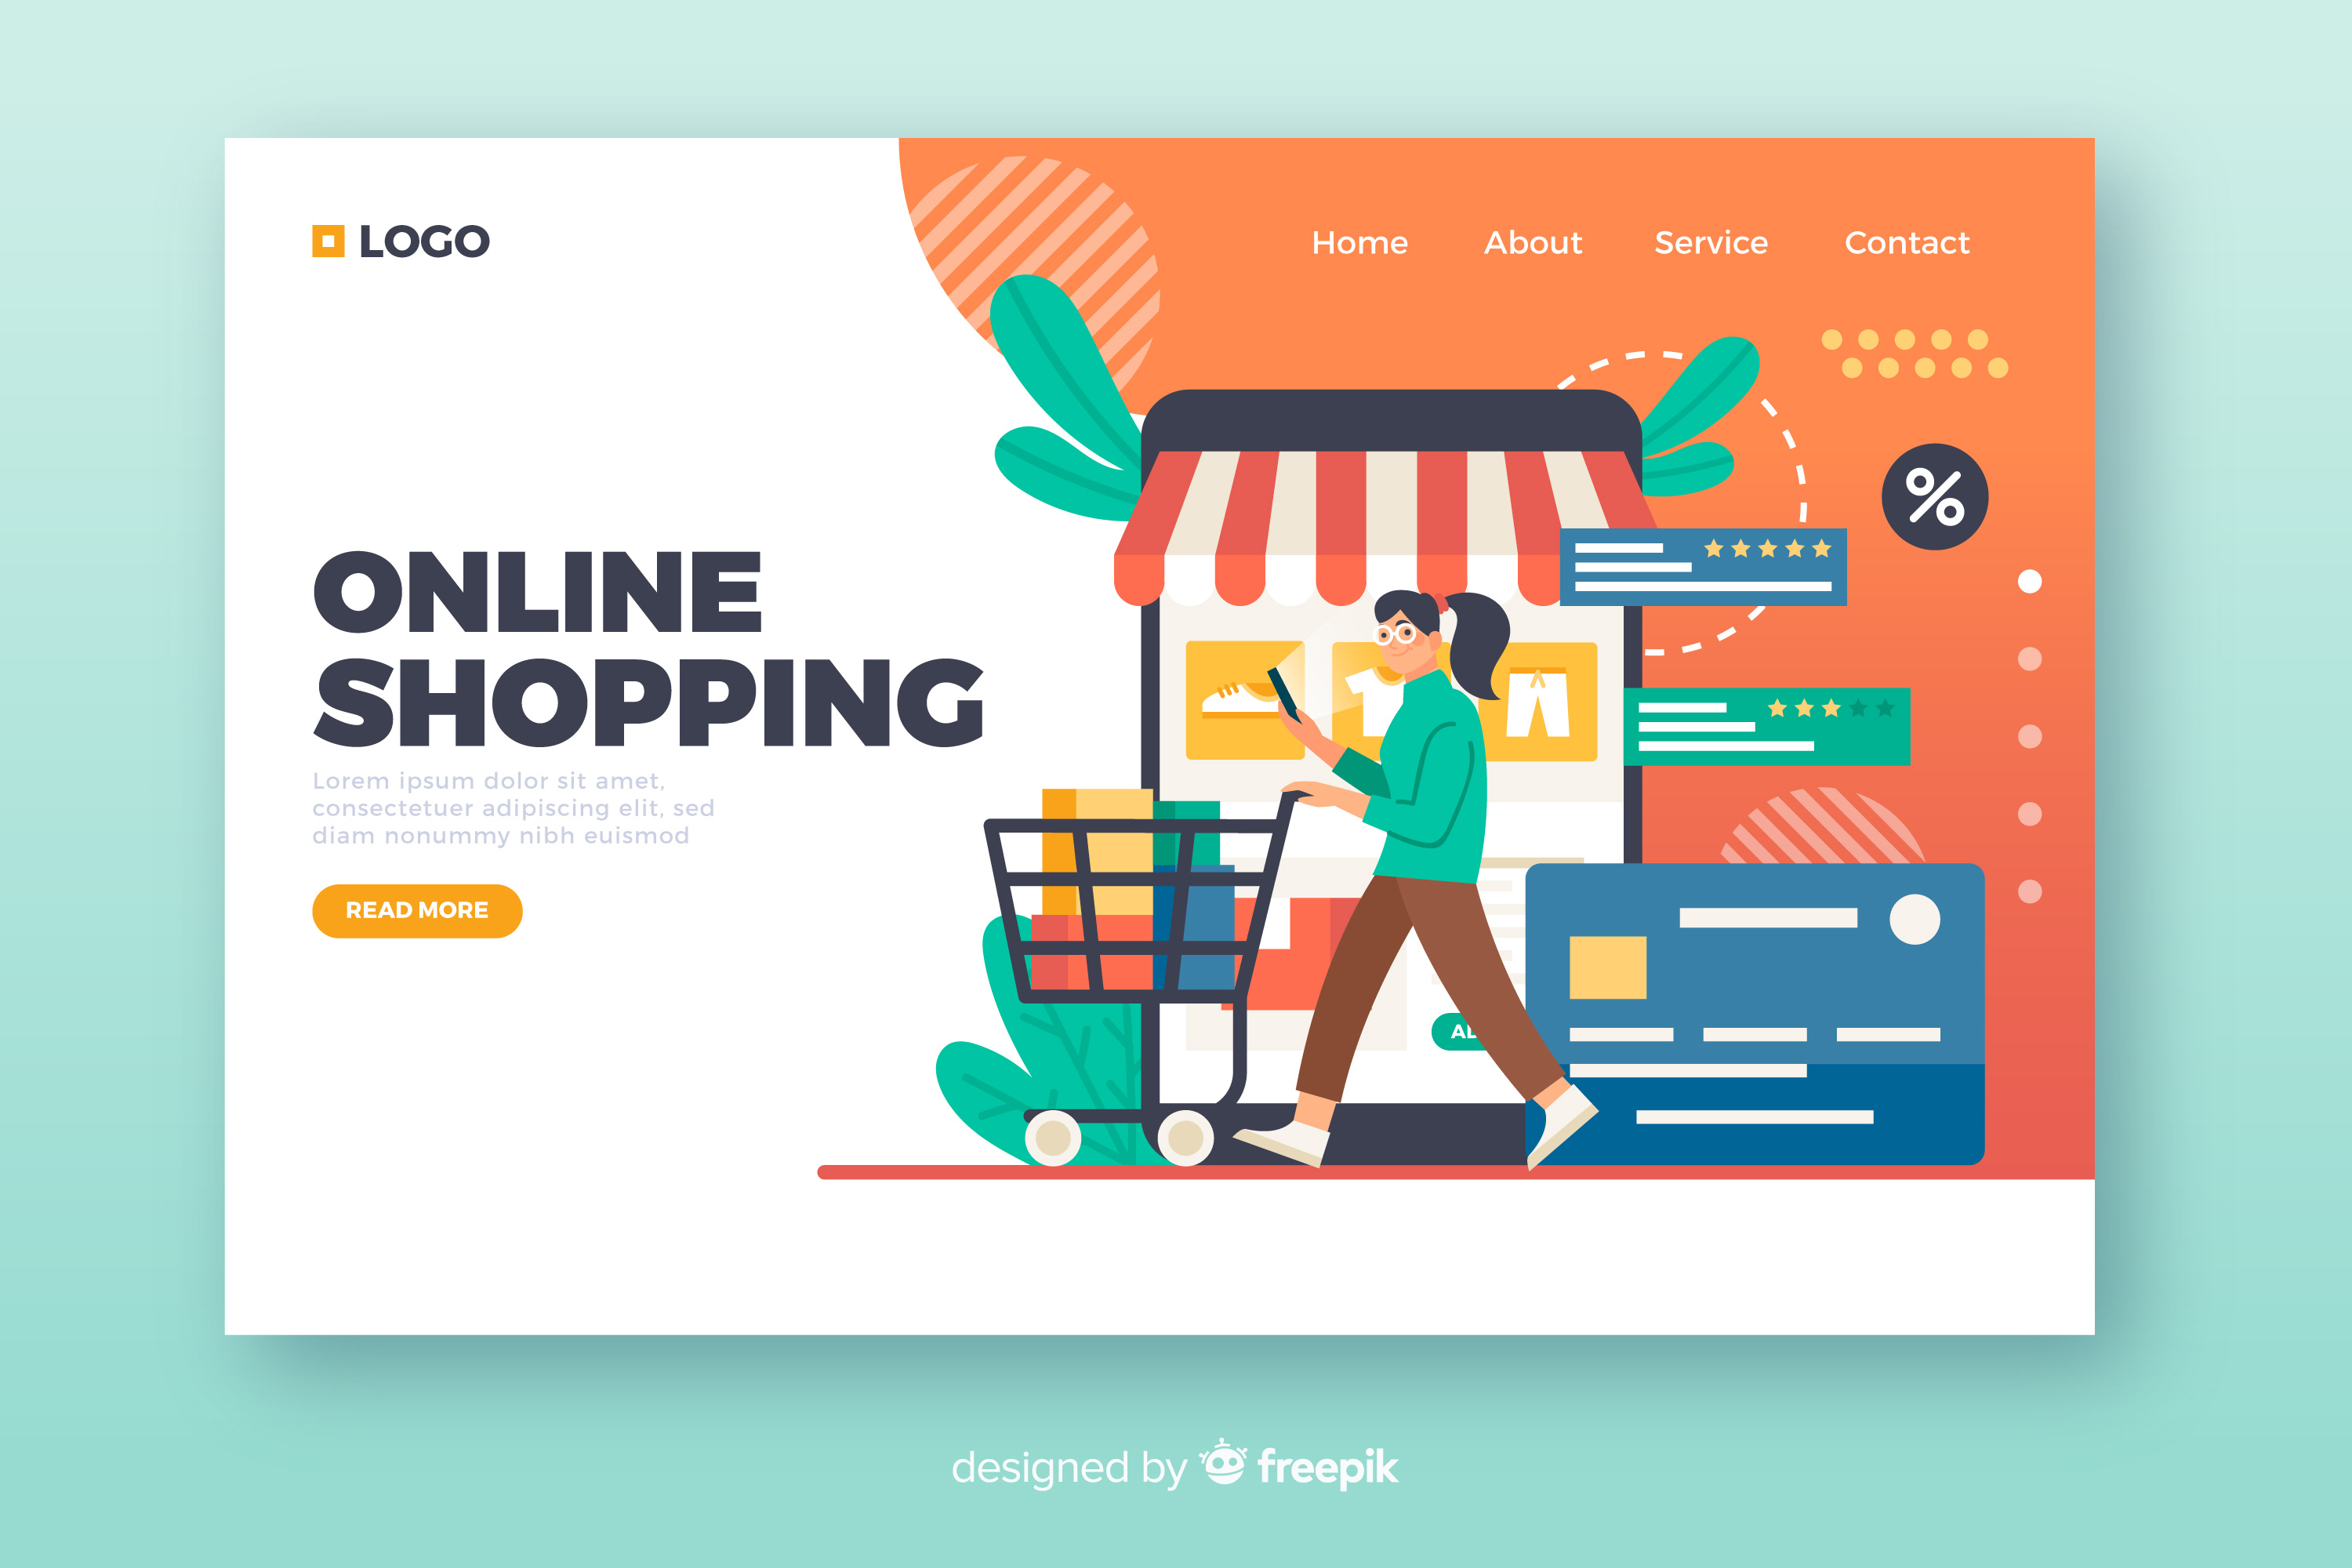 LOGO
Home About Service Contact
%
ONLINE
SHOPPING
Lorem ipsum dolor sit amet,
consectetuer adipiscing elit, sed
diam nonummy nibh euismod
READ MORE
designed by freepik